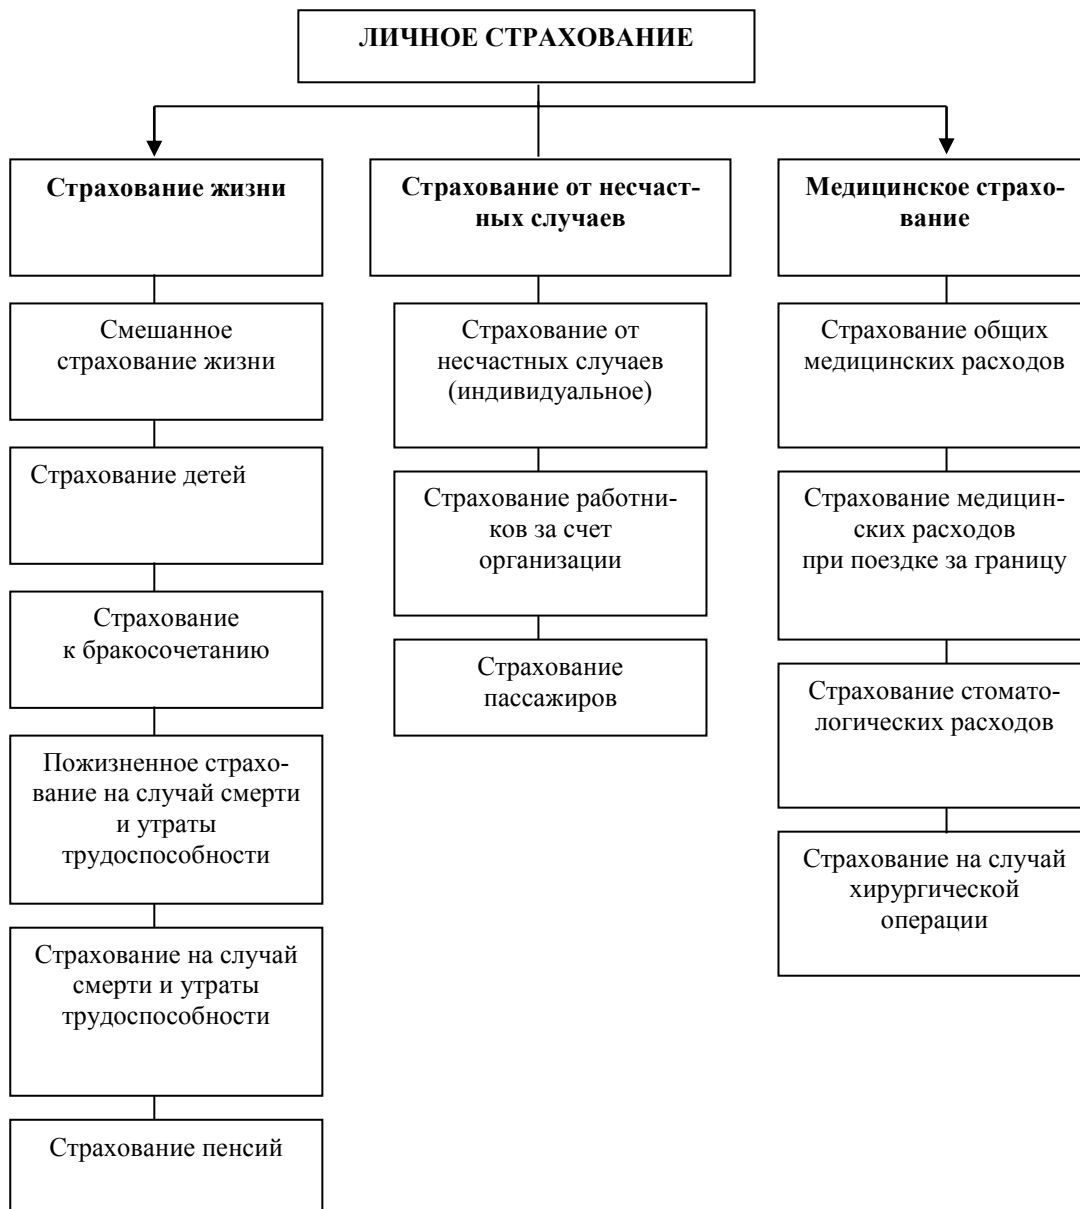 ЛИЧНОЕ СТРАХОВАНИЕ
Страхование жизни
Смешанное
страхование жизни
Страхование детей
Страхование
к бракосочетанию
Пожизненное страхо-
вание на случай смерти
и утраты
трудоспособности
Страхование на случай
смерти и утраты
трудоспособности
Страхование пенсий
Страхование от несчаст-
ных случаев
Страхование от
несчастных случаев
(индивидуальное)
Страхование работни-
ков за счет
организации
Страхование
пассажиров
Медицинское страхо-
вание
Страхование общих
медицинских расходов
Страхование медицин-
ских расходов
при поездке за границу
Страхование стомато-
логических расходов
Страхование на случай
хирургической
операции